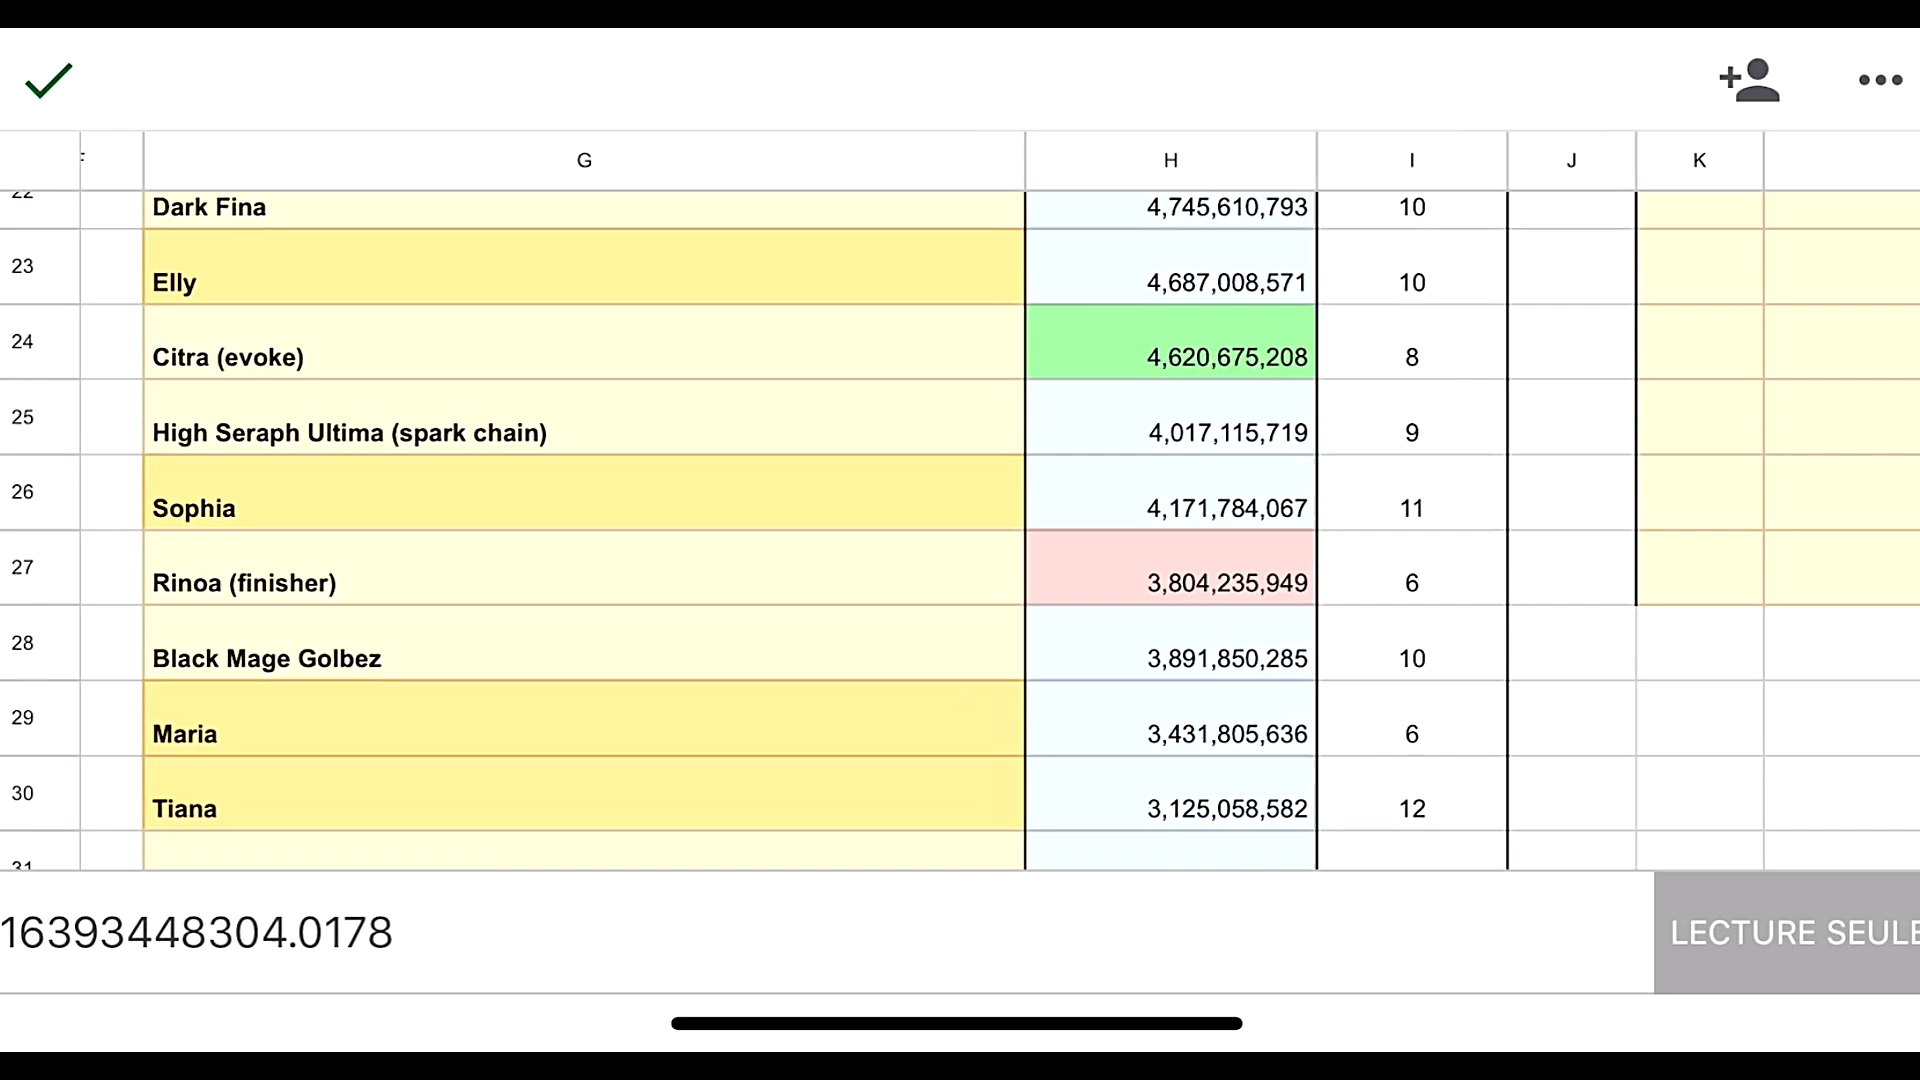 G H I J K
22 Dark Fina 4,745,610,793 10
23 Elly 4,687,008,571 10
24 Citra (evoke) 4,620,675,208 8
25 High Seraph Ultima (spark chain) 4,017,115,719 9
26 Sophia 4,171,784,067 11
27 Rinoa (finisher) 3,804,235,949 6
28 Black Mage Golbez 3,891,850,285 10
29 Maria 3,431,805,636 6
30 Tiana 3,125,058,582 12
31
16393448304.0178 LECTURE SEULE